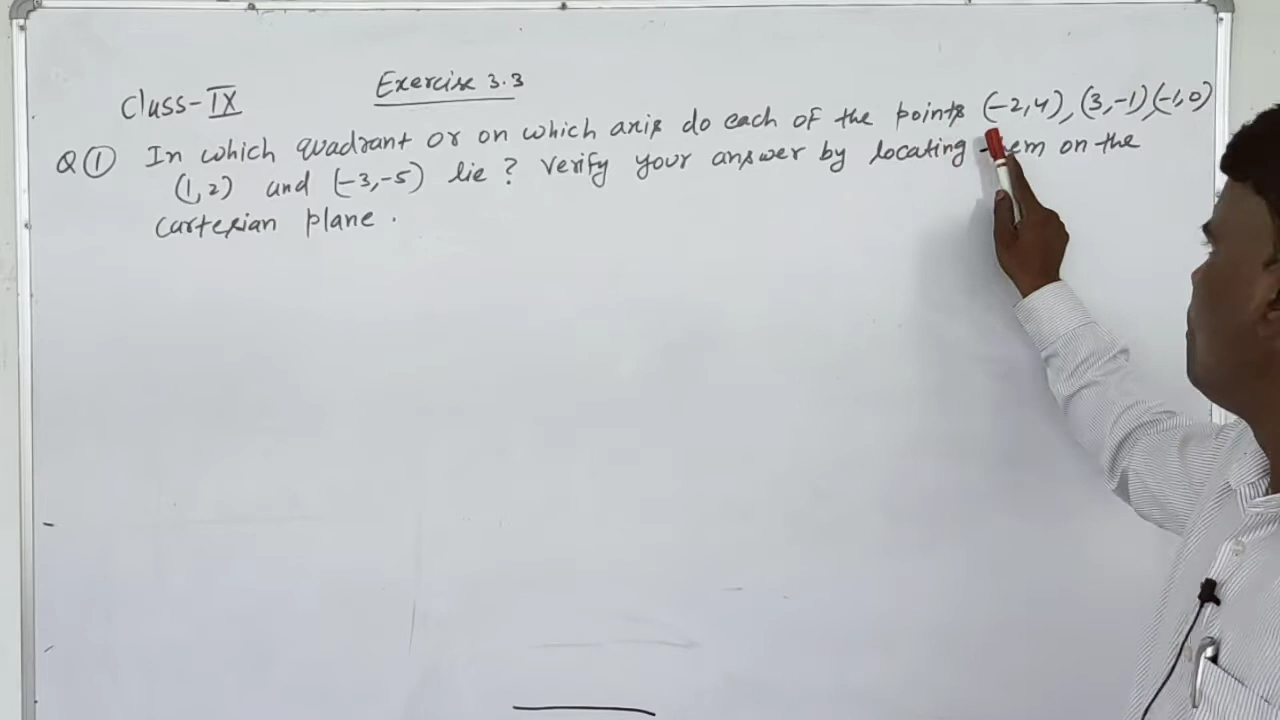 Class-IX
Exercise 3.3
Q ① In which quadrant or on which axis do each of the points (-2,4), (3,-1), (-1,0)
(1,2) and (-3,-5) lie ? Verify your answer by locating them on the
Cartesian plane .